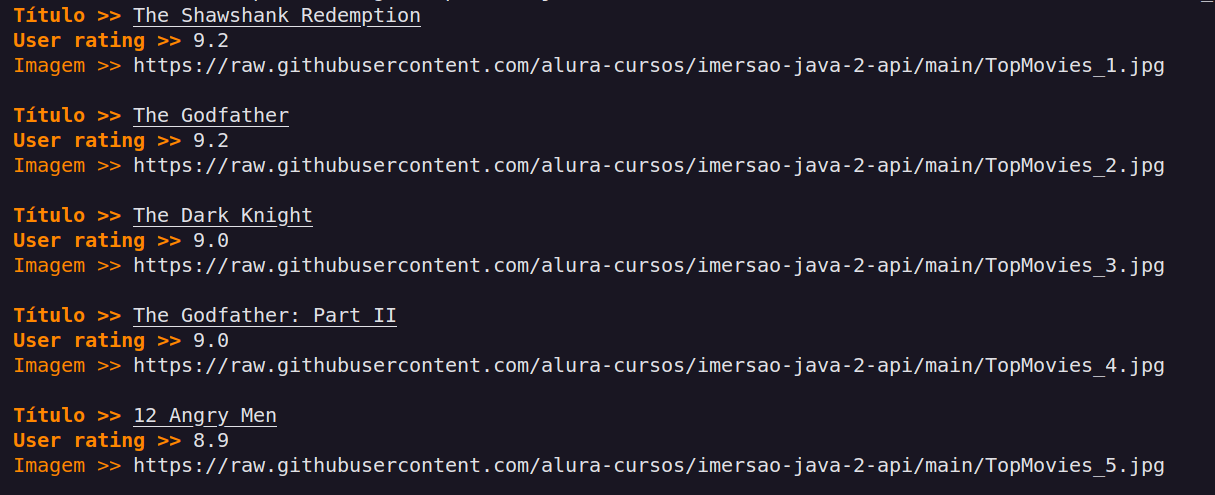 Título >> The Shawshank Redemption
User rating >> 9.2
Imagem >> https://raw.githubusercontent.com/alura-cursos/imersao-java-2-api/main/TopMovies_1.jpg
Título >> The Godfather
User rating >> 9.2
Imagem >> https://raw.githubusercontent.com/alura-cursos/imersao-java-2-api/main/TopMovies_2.jpg
Título >> The Dark Knight
User rating >> 9.0
Imagem >> https://raw.githubusercontent.com/alura-cursos/imersao-java-2-api/main/TopMovies_3.jpg
Título >> The Godfather: Part II
User rating >> 9.0
Imagem >> https://raw.githubusercontent.com/alura-cursos/imersao-java-2-api/main/TopMovies_4.jpg
Título >> 12 Angry Men
User rating >> 8.9
Imagem >> https://raw.githubusercontent.com/alura-cursos/imersao-java-2-api/main/TopMovies_5.jpg